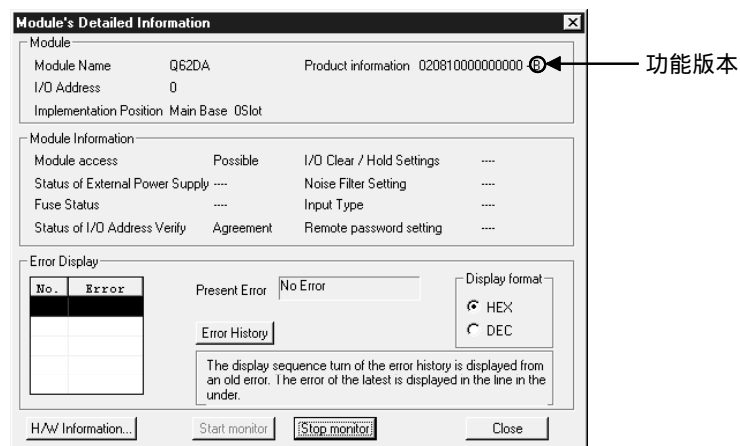 Module's Detailed Information
Module
Module Name Q62DA Product information 020810000000000 -B 功能版本
I/O Address 0
Implementation Position Main Base 0Slot
Module Information
Module access Possible I/O Clear / Hold Settings ----
Status of External Power Supply ---- Noise Filter Setting ----
Fuse Status ---- Input Type ----
Status of I/O Address Verify Agreement Remote password setting ----
Error Display
No. Error Present Error No Error Display format
HEX
Error History DEC
The display sequence turn of the error history is displayed from
an old error. The error of the latest is displayed in the line in the
under.
H/W Information... Start monitor Stop monitor Close